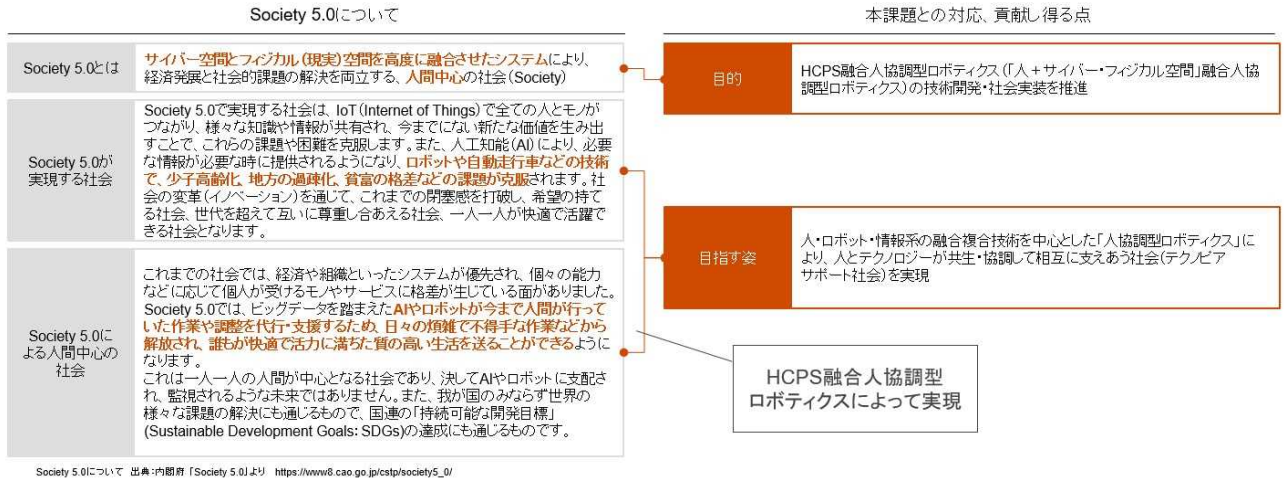 Society 5.0について
本課題との対応、貢献し得る点
Society 5.0とは
サイバー空間とフィジカル(現実)空間を高度に融合させたシステムにより、
経済発展と社会的課題の解決を両立する、人間中心の社会(Society)
目的
HCPS融合人協調型ロボティクス(「人+サイバー・フィジカル空間」融合人協
調型ロボティクス)の技術開発・社会実装を推進
Society 5.0が
実現する社会
Society 5.0で実現する社会は、IoT(Internet of Things)で全ての人とモノが
つながり、様々な知識や情報が共有され、今までにない新たな価値を生み出
すことで、これらの課題や困難を克服します。また、人工知能(AI)により、必要
な情報が必要な時に提供されるようになり、ロボットや自動走行車などの技術
で、少子高齢化、地方の過疎化、貧富の格差などの課題が克服されます。社
会の変革(イノベーション)を通じて、これまでの閉塞感を打破し、希望の持て
る社会、世代を超えて互いに尊重し合あえる社会、一人一人が快適で活躍で
きる社会となります。
目指す姿
人・ロボット・情報系の融合複合技術を中心とした「人協調型ロボティクス」に
より、人とテクノロジーが共生・協調して相互に支えあう社会(テクノピア
サポート社会)を実現
Society 5.0に
よる人間中心の
社会
これまでの社会では、経済や組織といったシステムが優先され、個々の能力
などに応じて個人が受けるモノやサービスに格差が生じている面がありました。
Society 5.0では、ビッグデータを踏まえたAIやロボットが今まで人間が行って
いた作業や調整を代行・支援するため、日々の煩雑で不得手な作業などから
解放され、誰もが快適で活力に満ちた質の高い生活を送ることができるように
なります。
これは一人一人の人間が中心となる社会であり、決してAIやロボットに支配さ
れ、監視されるような未来ではありません。また、我が国のみならず世界の
様々な課題の解決にも通じるもので、国連の「持続可能な開発目標」
(Sustainable Development Goals: SDGs)の達成にも通じるものです。
HCPS融合人協調型
ロボティクスによって実現
Society 5.0について 出典:内閣府「Society 5.0」より https://www8.cao.go.jp/cstp/society5_0/